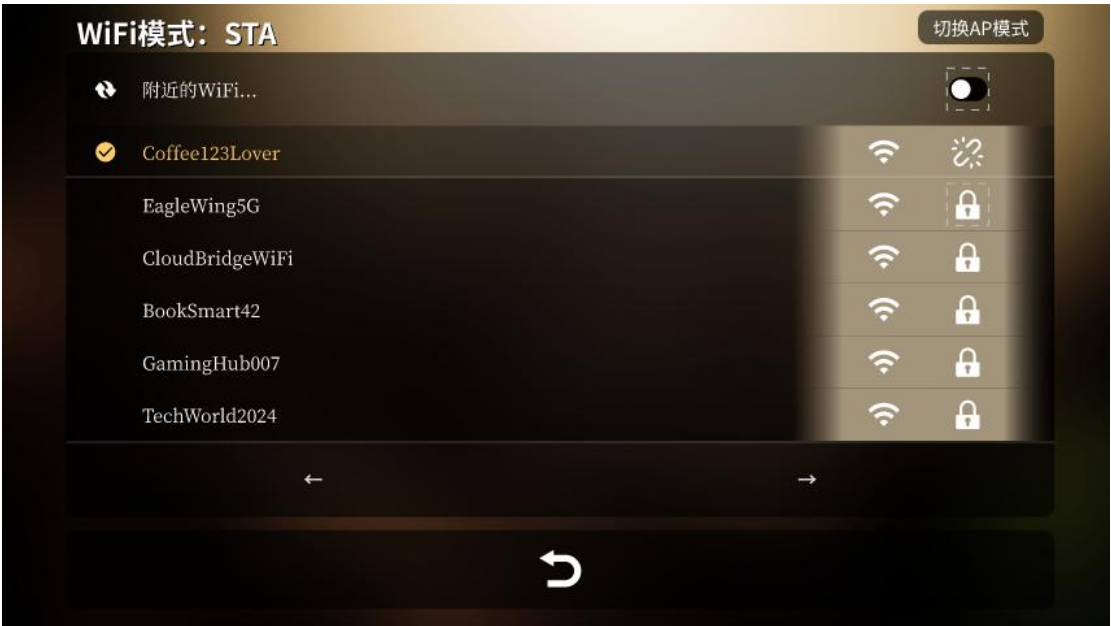 WiFi模式：STA
切换AP模式
附近的WiFi...
Coffee123Lover
EagleWing5G
CloudBridgeWiFi
BookSmart42
GamingHub007
TechWorld2024
← →